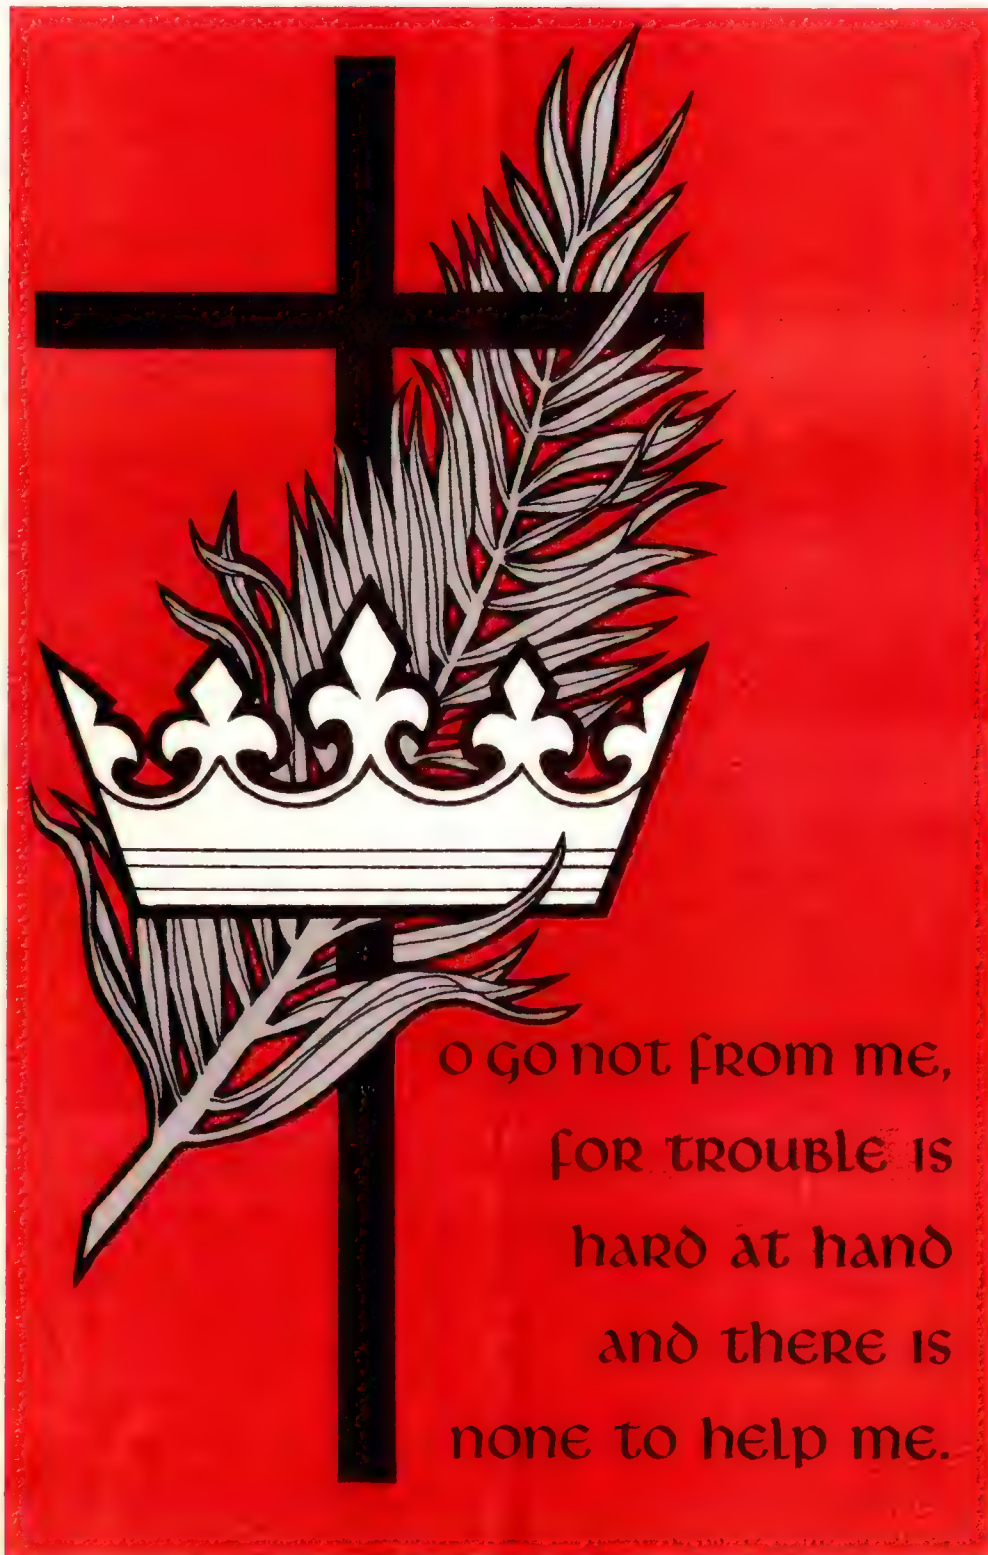 O go not from me,
for trouble is
hard at hand
and there is
none to help me.